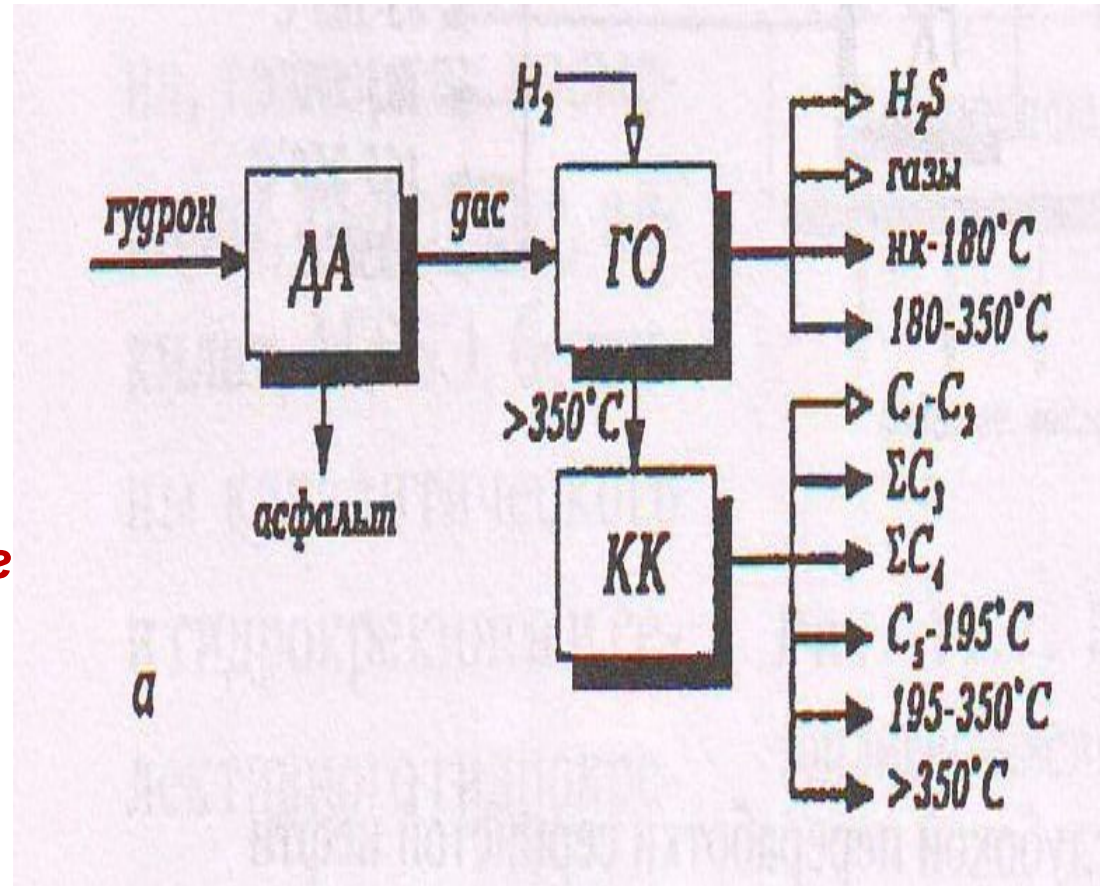 H₂
H₂S
газы
нк-180°C
180-350°C
гудрон
ДА
дас
ГО
асфальт
>350°C
КК
C₁-C₂
ΣC₃
ΣC₄
C₅-195°C
195-350°C
>350°C
е
а